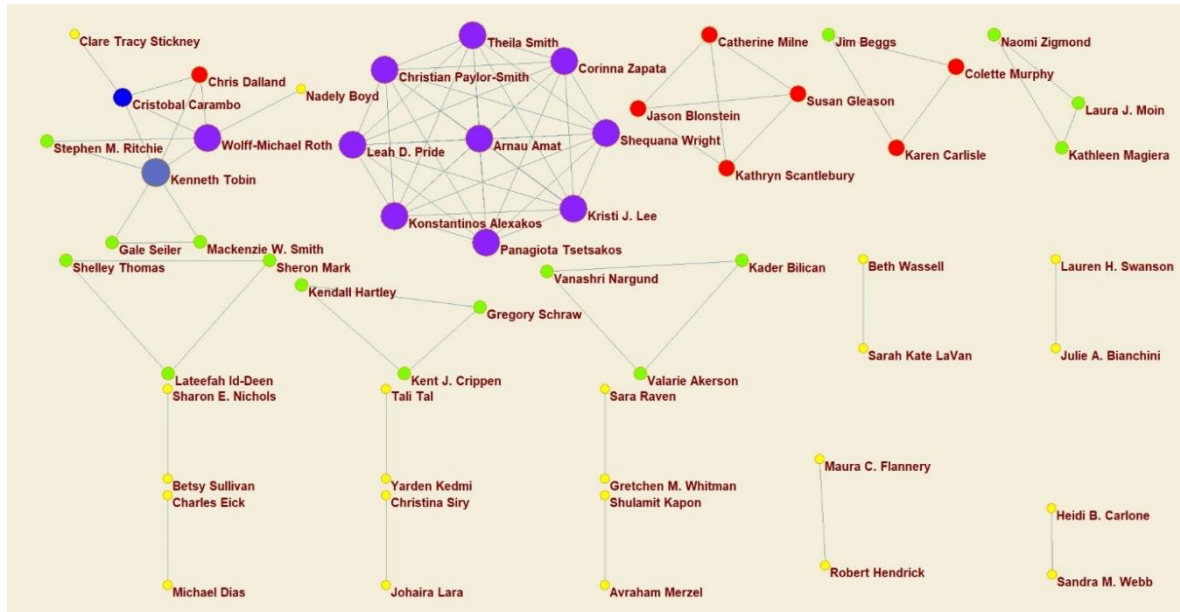 Clare Tracy Stickney
Theila Smith
Catherine Milne
Jim Beggs
Naomi Zigmond
Christian Paylor-Smith
Corinna Zapata
Colette Murphy
Chris Dalland
Nadely Boyd
Cristobal Carambo
Susan Gleason
Jason Blonstein
Laura J. Moin
Stephen M. Ritchie
Wolff-Michael Roth
Leah D. Pride
Arnau Amat
Shequana Wright
Karen Carlisle
Kathleen Magiera
Kenneth Tobin
Kathryn Scantlebury
Konstantinos Alexakos
Kristi J. Lee
Gale Seiler
Mackenzie W. Smith
Panagiota Tsetsakos
Shelley Thomas
Sheron Mark
Kader Bilican
Beth Wassell
Lauren H. Swanson
Vanashri Nargund
Kendall Hartley
Gregory Schraw
Sarah Kate LaVan
Julie A. Bianchini
Lateefah Id-Deen
Kent J. Crippen
Valarie Akerson
Sharon E. Nichols
Tali Tal
Sara Raven
Maura C. Flannery
Betsy Sullivan
Yarden Kedmi
Gretchen M. Whitman
Charles Eick
Christina Siry
Shulamit Kapon
Heidi B. Carlone
Robert Hendrick
Sandra M. Webb
Michael Dias
Johaira Lara
Avraham Merzel